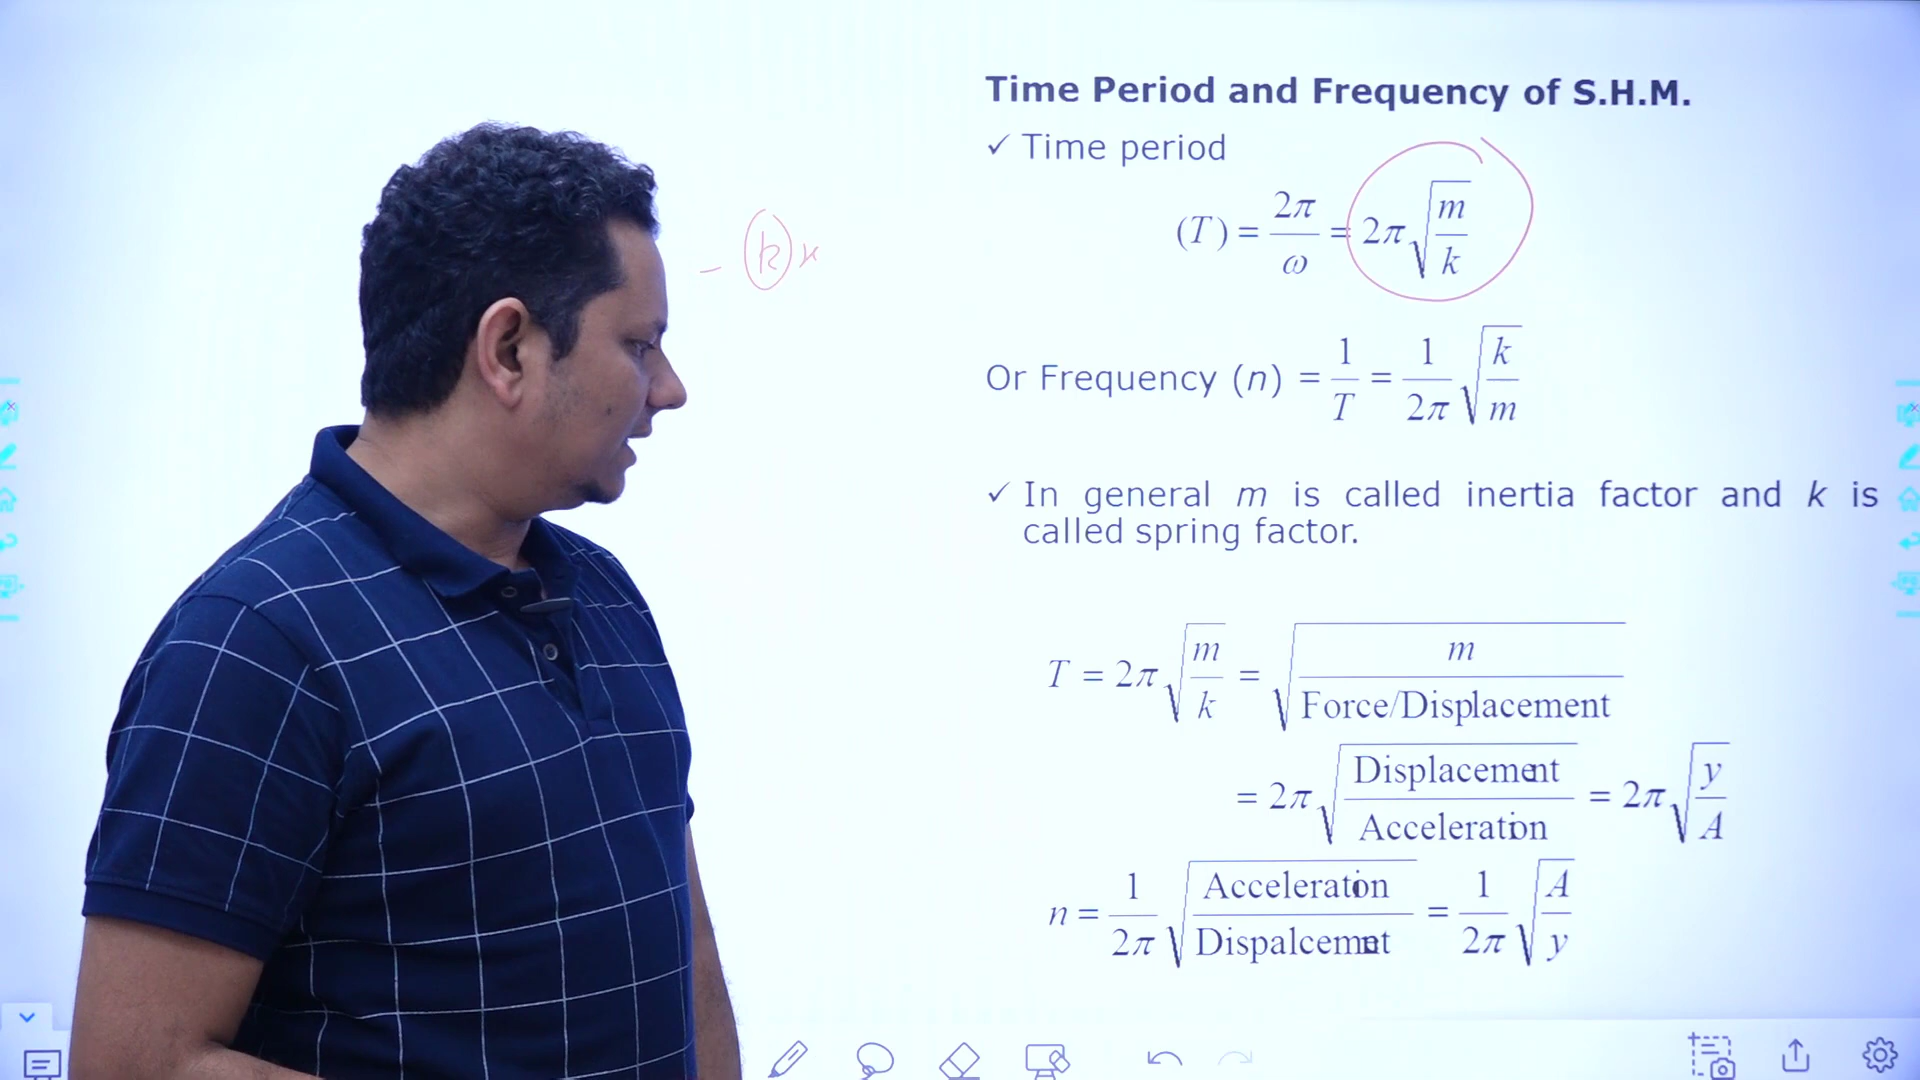 Time Period and Frequency of S.H.M.
✓ Time period
(T) = 2π/ω = 2π√(m/k)
– k x
Or Frequency (n) = 1/T = 1/2π √(k/m)
✓ In general m is called inertia factor and k is
called spring factor.
T = 2π√(m/k) = √(m/(Force/Displacement))
= 2π√(Displacement/Acceleration) = 2π√(y/A)
n = 1/2π √(Acceleration/Dispalcement) = 1/2π √(A/y)